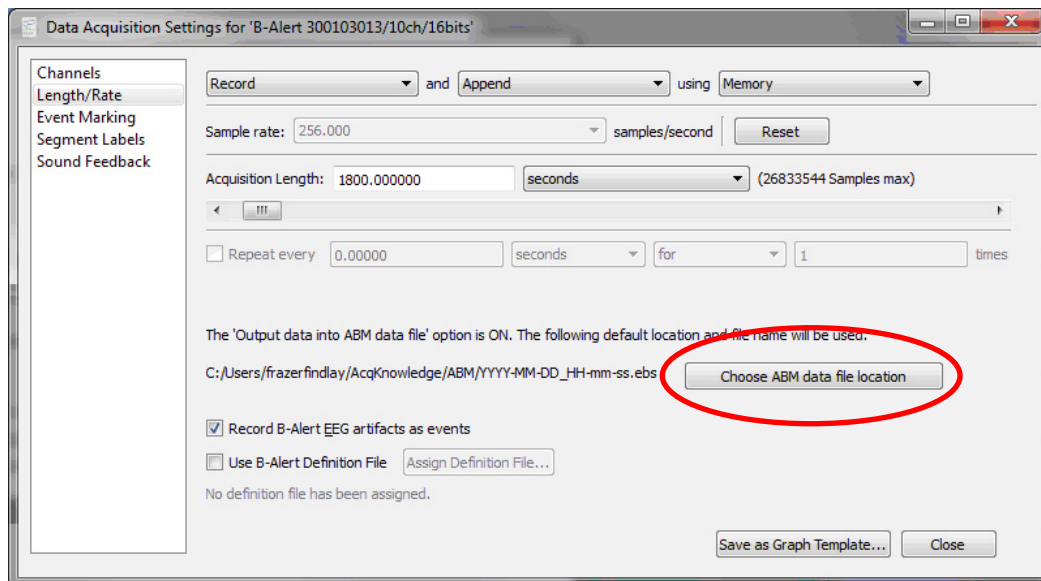 Data Acquisition Settings for 'B-Alert 300103013/10ch/16bits'
Channels
Length/Rate
Event Marking
Segment Labels
Sound Feedback
Record and Append using Memory
Sample rate: 256.000 samples/second Reset
Acquisition Length: 1800.000000 seconds (26833544 Samples max)
Repeat every 0.00000 seconds for 1 times
The 'Output data into ABM data file' option is ON. The following default location and file name will be used.
C:/Users/frazerfindlay/AcqKnowledge/ABM/YYYY-MM-DD_HH-mm-ss.ebs Choose ABM data file location
Record B-Alert EEG artifacts as events
Use B-Alert Definition File Assign Definition File...
No definition file has been assigned.
Save as Graph Template... Close